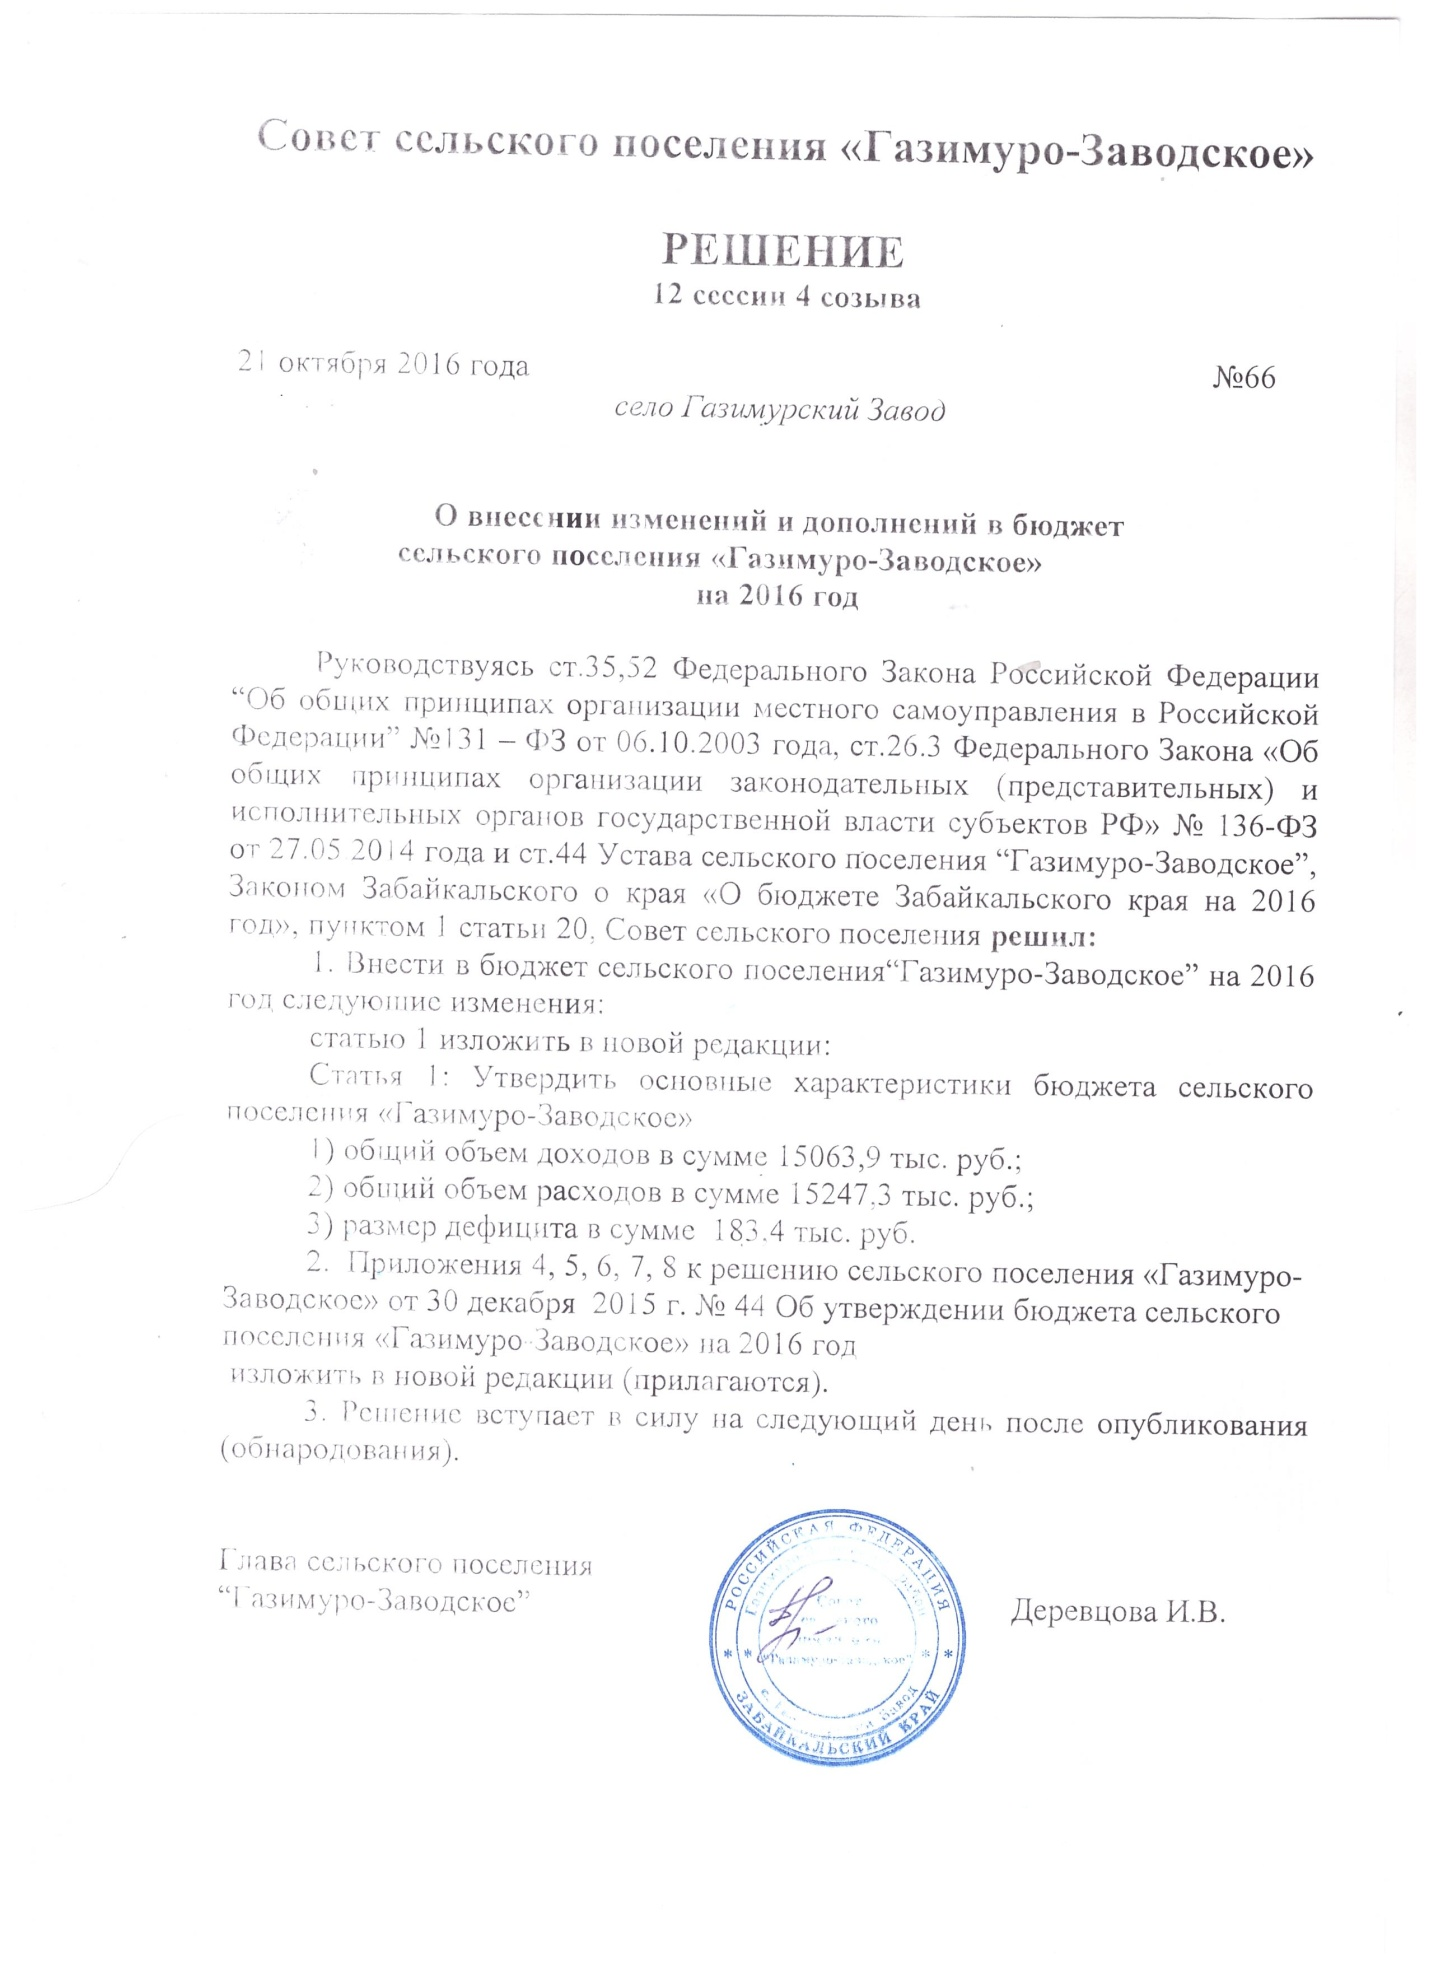 Совет сельского поселения «Газимуро-Заводское»
РЕШЕНИЕ
12 сессии 4 созыва
21 октября 2016 года
№66
село Газимурский Завод
О внесении изменений и дополнений в бюджет
сельского поселения «Газимуро-Заводское»
на 2016 год
Руководствуясь ст.35,52 Федерального Закона Российской Федерации
“Об общих принципах организации местного самоуправления в Российской
Федерации” №131 – ФЗ от 06.10.2003 года, ст.26.3 Федерального Закона «Об
общих принципах организации законодательных (представительных) и
исполнительных органов государственной власти субъектов РФ» № 136-ФЗ
от 27.05 2014 года и ст.44 Устава сельского поселения “Газимуро-Заводское”,
Законом Забайкальского о края «О бюджете Забайкальского края на 2016
год», пунктом 1 статьи 20, Совет сельского поселения решил:
1. Внести в бюджет сельского поселения“Газимуро-Заводское” на 2016
год следующие изменения:
статью 1 изложить в новой редакции:
Статья 1: Утвердить основные характеристики бюджета сельского
поселения «Газимуро-Заводское»
1) общий объем доходов в сумме 15063,9 тыс. руб.;
2) общий объем расходов в сумме 15247,3 тыс. руб.;
3) размер дефицита в сумме 183,4 тыс. руб.
2. Приложения 4, 5, 6, 7, 8 к решению сельского поселения «Газимуро-
Заводское» от 30 декабря 2015 г. № 44 Об утверждении бюджета сельского
поселения «Газимуро-Заводское» на 2016 год
изложить в новой редакции (прилагаются).
3. Решение вступает в силу на следующий день после опубликования
(обнародования).
Глава сельского поселения
“Газимуро-Заводское”
Деревцова И.В.
РОССИЙСКАЯ ФЕДЕРАЦИЯ
* ЗАБАЙКАЛЬСКИЙ КРАЙ *
Завод